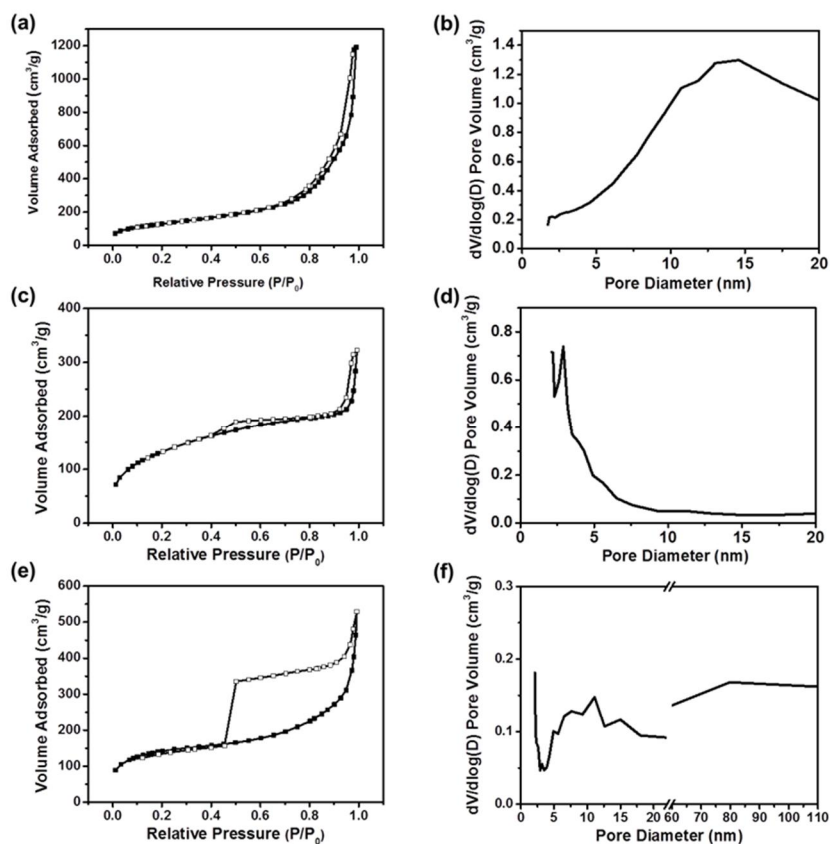 (a)
1200
1000
800
600
400
200
0
Volume Adsorbed (cm³/g)
0.0 0.2 0.4 0.6 0.8 1.0
Relative Pressure (P/P₀)
(b)
1.4
1.2
1.0
0.8
0.6
0.4
0.2
0.0
dV/dlog(D) Pore Volume (cm³/g)
0 5 10 15 20
Pore Diameter (nm)
(c)
400
300
200
100
0
Volume Adsorbed (cm³/g)
0.0 0.2 0.4 0.6 0.8 1.0
Relative Pressure (P/P₀)
(d)
0.8
0.6
0.4
0.2
0.0
dV/dlog(D) Pore Volume (cm³/g)
0 5 10 15 20
Pore Diameter (nm)
(e)
600
500
400
300
200
100
0
Volume Adsorbed (cm³/g)
0.0 0.2 0.4 0.6 0.8 1.0
Relative Pressure (P/P₀)
(f)
0.3
0.2
0.1
0.0
dV/dlog(D) Pore Volume (cm³/g)
0 5 10 15 20 60 70 80 90 100 110
Pore Diameter (nm)